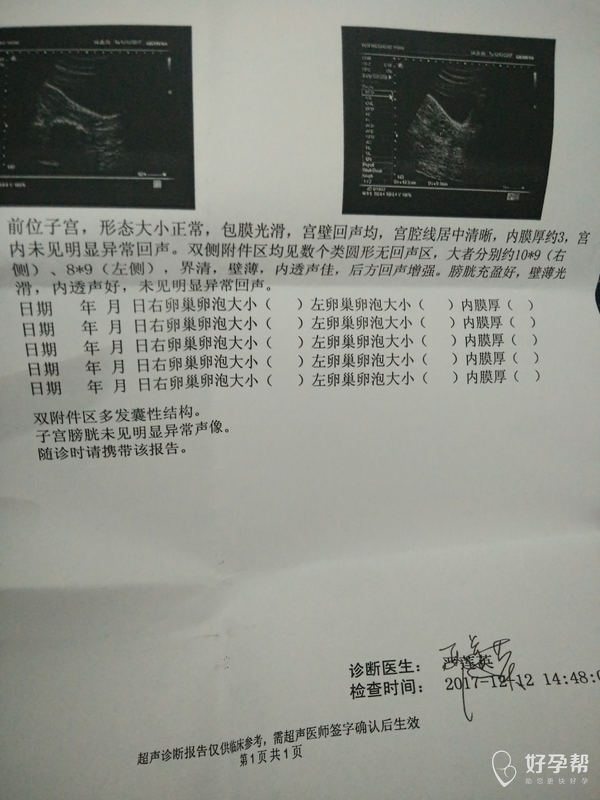 前位子宫，形态大小正常，包膜光滑，宫壁回声均，宫腔线居中清晰，内膜厚约3，宫
内未见明显异常回声。双侧附件区均见数个类圆形无回声区，大者分别约10*9（右
侧）、8*9（左侧），界清，壁薄，内透声佳，后方回声增强。膀胱充盈好，壁薄光
滑，内透声好，未见明显异常回声。
日期 年 月 日右卵巢卵泡大小（ ）左卵巢卵泡大小（ ）内膜厚（ ）
日期 年 月 日右卵巢卵泡大小（ ）左卵巢卵泡大小（ ）内膜厚（ ）
日期 年 月 日右卵巢卵泡大小（ ）左卵巢卵泡大小（ ）内膜厚（ ）
日期 年 月 日右卵巢卵泡大小（ ）左卵巢卵泡大小（ ）内膜厚（ ）
日期 年 月 日右卵巢卵泡大小（ ）左卵巢卵泡大小（ ）内膜厚（ ）
双附件区多发囊性结构。
子宫膀胱未见明显异常声像。
随诊时请携带该报告。
诊断医生：
检查时间： 2017-12-12 14:48:0
超声诊断报告仅供临床参考，需超声医师签字确认后生效
第1页共1页
好孕帮
助您更快好孕